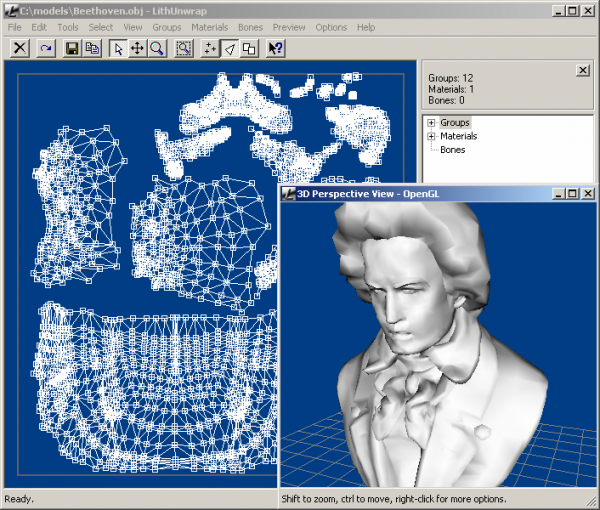 C:\models\Beethoven.obj - LithUnwrap
File Edit Tools Select View Groups Materials Bones Preview Options Help
Groups: 12
Materials: 1
Bones: 0
Groups
Materials
Bones
3D Perspective View - OpenGL
Ready.
Shift to zoom, ctrl to move, right-click for more options.